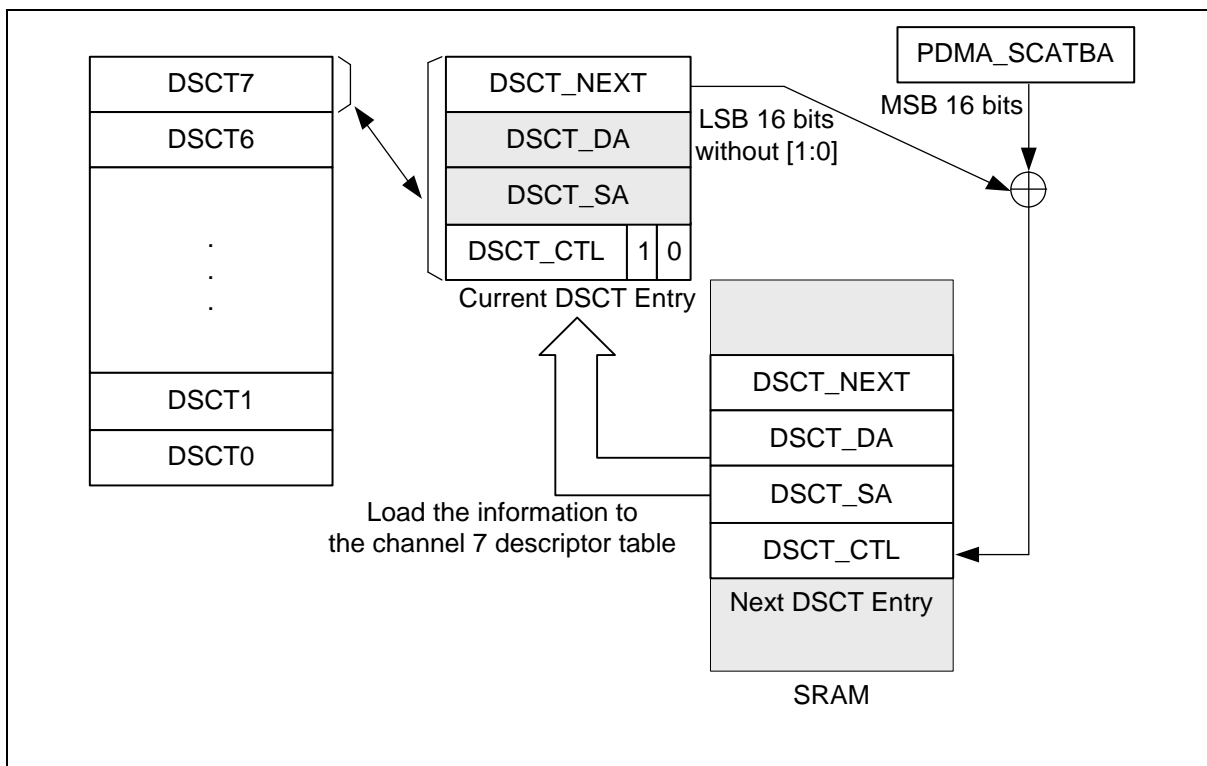 DSCT7
DSCT6
.
.
.
DSCT1
DSCT0
DSCT_NEXT
DSCT_DA
DSCT_SA
DSCT_CTL 1 0
Current DSCT Entry
LSB 16 bits
without [1:0]
PDMA_SCATBA
MSB 16 bits
Load the information to
the channel 7 descriptor table
DSCT_NEXT
DSCT_DA
DSCT_SA
DSCT_CTL
Next DSCT Entry
SRAM